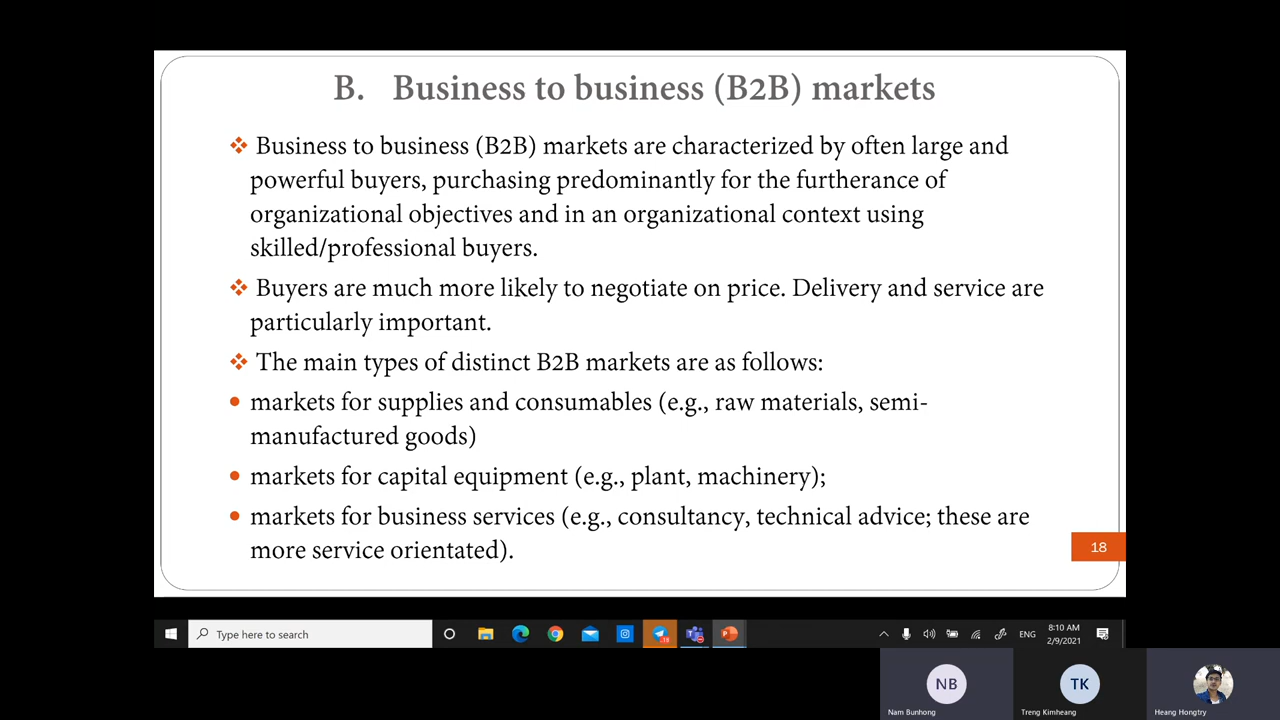 B. Business to business (B2B) markets
Business to business (B2B) markets are characterized by often large and
powerful buyers, purchasing predominantly for the furtherance of
organizational objectives and in an organizational context using
skilled/professional buyers.
Buyers are much more likely to negotiate on price. Delivery and service are
particularly important.
The main types of distinct B2B markets are as follows:
markets for supplies and consumables (e.g., raw materials, semi-
manufactured goods)
markets for capital equipment (e.g., plant, machinery);
markets for business services (e.g., consultancy, technical advice; these are
more service orientated).
18
Type here to search
ENG
8:10 AM
2/9/2021
NB
TK
Nam Bunhong
Treng Kimheang
Heang Hongtry